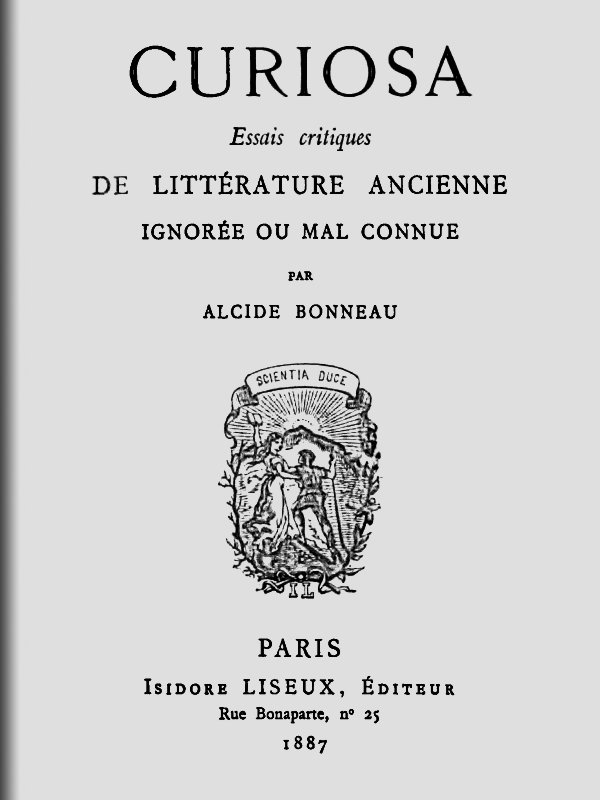 CURIOSA
Essais critiques
DE LITTÉRATURE ANCIENNE
IGNORÉE OU MAL CONNUE
PAR
ALCIDE BONNEAU
SCIENTIA DUCE
IL
PARIS
Isidore LISEUX, Éditeur
Rue Bonaparte, nº 25
1887